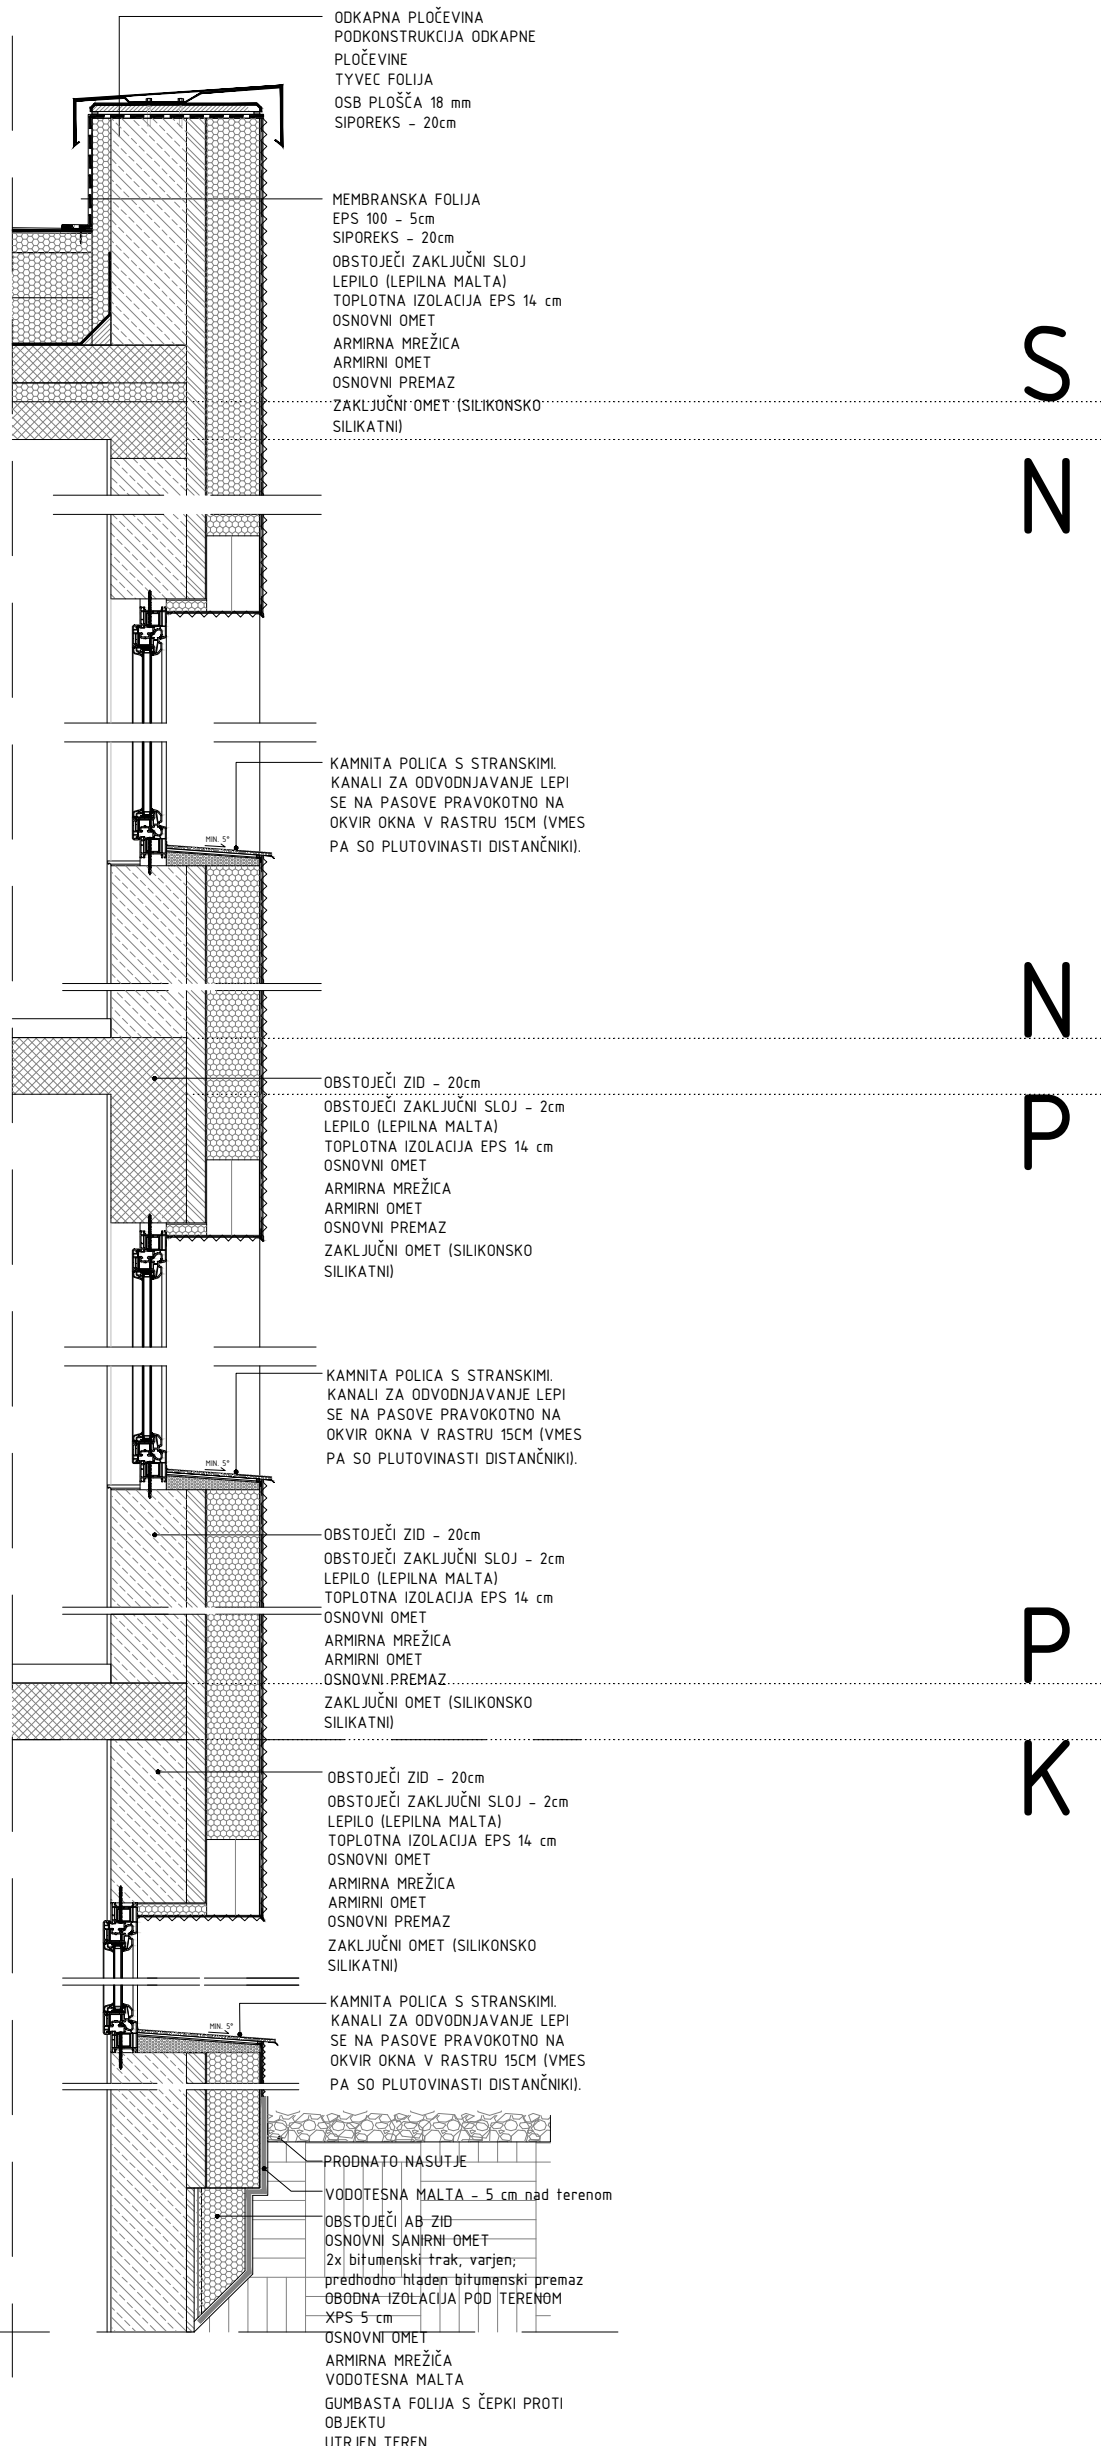 ODKAPNA PLOČEVINA
PODKONSTRUKCIJA ODKAPNE
PLOČEVINE
TYVEC FOLIJA
OSB PLOŠČA 18 mm
SIPOREKS - 20cm
MEMBRANSKA FOLIJA
EPS 100 - 5cm
SIPOREKS - 20cm
OBSTOJEČI ZAKLJUČNI SLOJ
LEPILO (LEPILNA MALTA)
TOPLOTNA IZOLACIJA EPS 14 cm
OSNOVNI OMET
ARMIRNA MREŽICA
ARMIRNI OMET
OSNOVNI PREMAZ
ZAKLJUČNI OMET (SILIKONSKO
SILIKATNI)
S
N
KAMNITA POLICA S STRANSKIMI.
KANALI ZA ODVODNJAVANJE LEPI
SE NA PASOVE PRAVOKOTNO NA
OKVIR OKNA V RASTRU 15CM (VMES
PA SO PLUTOVINASTI DISTANČNIKI).
MIN. 5°
N
P
OBSTOJEČI ZID - 20cm
OBSTOJEČI ZAKLJUČNI SLOJ - 2cm
LEPILO (LEPILNA MALTA)
TOPLOTNA IZOLACIJA EPS 14 cm
OSNOVNI OMET
ARMIRNA MREŽICA
ARMIRNI OMET
OSNOVNI PREMAZ
ZAKLJUČNI OMET (SILIKONSKO
SILIKATNI)
KAMNITA POLICA S STRANSKIMI.
KANALI ZA ODVODNJAVANJE LEPI
SE NA PASOVE PRAVOKOTNO NA
OKVIR OKNA V RASTRU 15CM (VMES
PA SO PLUTOVINASTI DISTANČNIKI).
MIN. 5°
OBSTOJEČI ZID - 20cm
OBSTOJEČI ZAKLJUČNI SLOJ - 2cm
LEPILO (LEPILNA MALTA)
TOPLOTNA IZOLACIJA EPS 14 cm
OSNOVNI OMET
ARMIRNA MREŽICA
ARMIRNI OMET
OSNOVNI PREMAZ
ZAKLJUČNI OMET (SILIKONSKO
SILIKATNI)
P
K
OBSTOJEČI ZID - 20cm
OBSTOJEČI ZAKLJUČNI SLOJ - 2cm
LEPILO (LEPILNA MALTA)
TOPLOTNA IZOLACIJA EPS 14 cm
OSNOVNI OMET
ARMIRNA MREŽICA
ARMIRNI OMET
OSNOVNI PREMAZ
ZAKLJUČNI OMET (SILIKONSKO
SILIKATNI)
KAMNITA POLICA S STRANSKIMI.
KANALI ZA ODVODNJAVANJE LEPI
SE NA PASOVE PRAVOKOTNO NA
OKVIR OKNA V RASTRU 15CM (VMES
PA SO PLUTOVINASTI DISTANČNIKI).
MIN. 5°
PRODNATO NASUTJE
VODOTESNA MALTA - 5 cm nad terenom
OBSTOJEČI AB ZID
OSNOVNI SANIRNI OMET
2x bitumenski trak, varjen;
predhodno hladen bitumenski premaz
OBODNA IZOLACIJA POD TERENOM
XPS 5 cm
OSNOVNI OMET
ARMIRNA MREŽIČA
VODOTESNA MALTA
GUMBASTA FOLIJA S ČEPKI PROTI
OBJEKTU
UTRJEN TEREN